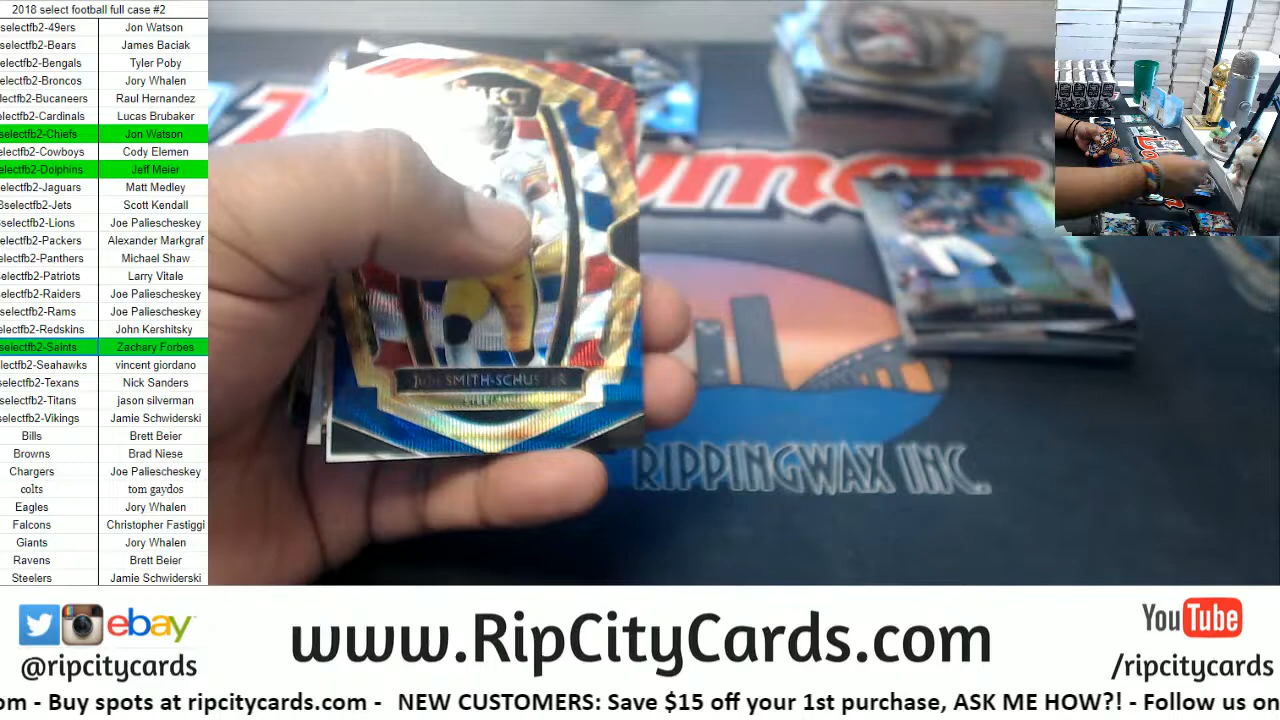 2018 select football full case #2
selectfb2-49ers Jon Watson
selectfb2-Bears James Baciak
selectfb2-Bengals Tyler Poby
selectfb2-Broncos Jory Whalen
electfb2-Bucaneers Raul Hernandez
electfb2-Cardinals Lucas Brubaker
selectfb2-Chiefs Jon Watson
electfb2-Cowboys Cody Elemen
electfb2-Dolphins Jeff Meier
electfb2-Jaguars Matt Medley
8selectfb2-Jets Scott Kendall
8selectfb2-Lions Joe Palliescheskey
electfb2-Packers Alexander Markgraf
electfb2-Panthers Michael Shaw
electfb2-Patriots Larry Vitale
electfb2-Raiders Joe Paliescheskey
electfb2-Rams Joe Paliescheskey
electfb2-Redskins John Kershitsky
selectfb2-Saints Zachary Forbes
lectfb2-Seahawks vincent giordano
electfb2-Texans Nick Sanders
selectfb2-Titans jason silverman
electfb2-Vikings Jamie Schwiderski
Bills Brett Beier
Browns Brad Niese
Chargers Joe Paliescheskey
colts tom gaydos
Eagles Jory Whalen
Falcons Christopher Fastiggi
Giants Jory Whalen
Ravens Brett Beier
Steelers Jamie Schwiderski
SELECT
SMITH-SCHUSTER
RIPPINGWAX INC.
ebay
@ripcitycards
www.RipCityCards.com
YouTube
/ripcitycards
om - Buy spots at ripcitycards.com - NEW CUSTOMERS: Save $15 off your 1st purchase, ASK ME HOW?! - Follow us on